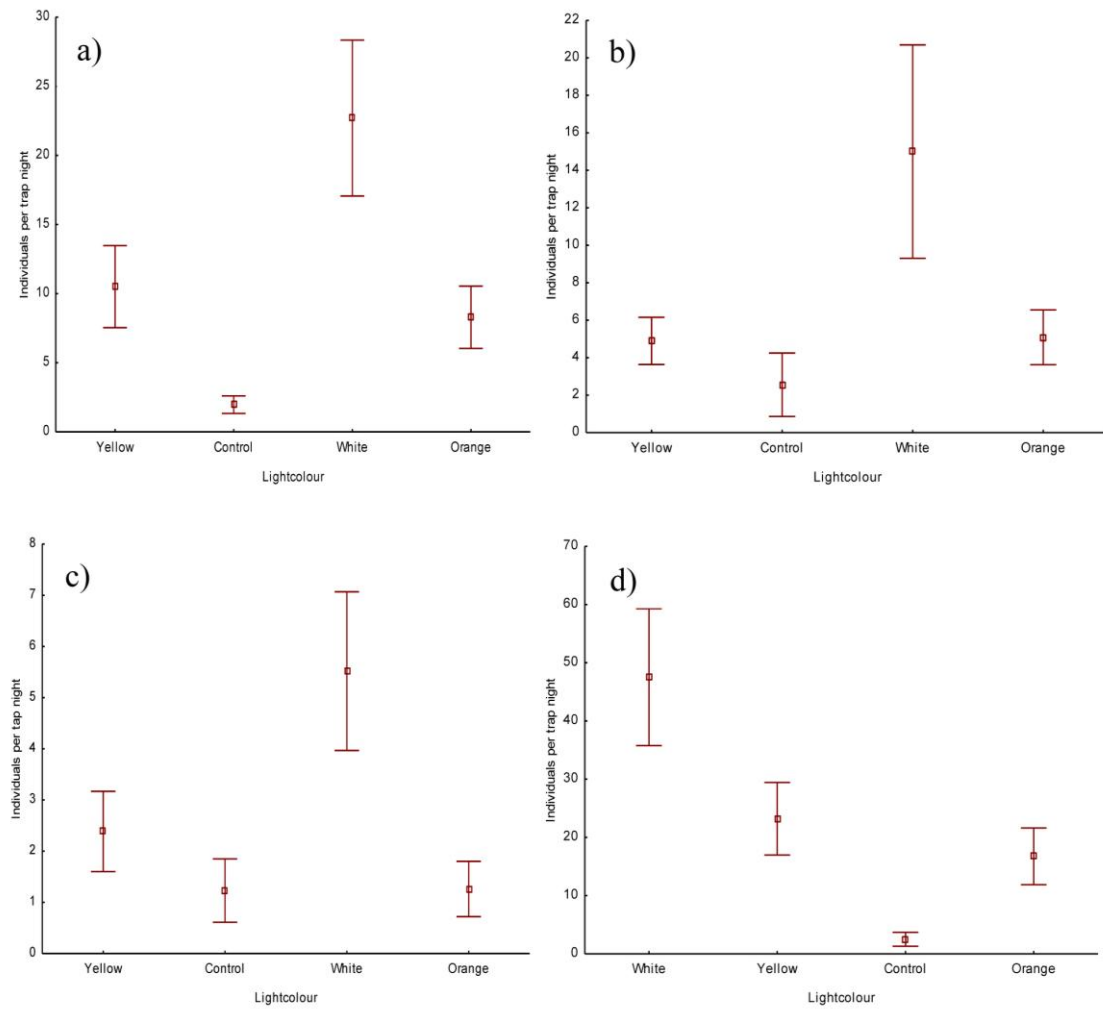 a)
30
25
20
15
10
5
0
Individuals per trap night
Yellow Control White Orange
Lightcolour
b)
22
20
18
16
14
12
10
8
6
4
2
0
Individuals per trap night
Yellow Control White Orange
Lightcolour
c)
8
7
6
5
4
3
2
1
0
Individuals per tap night
Yellow Control White Orange
Lightcolour
d)
70
60
50
40
30
20
10
0
Individuals per trap night
White Yellow Control Orange
Lightcolour